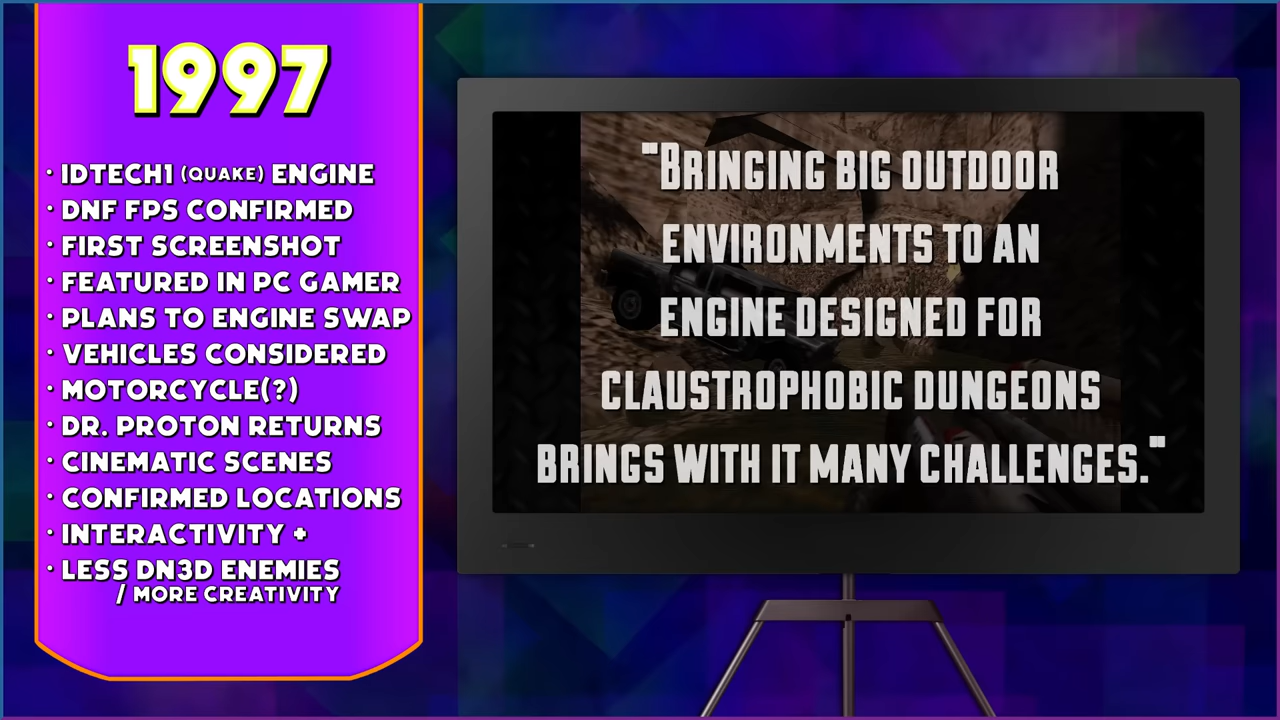 1997
· IDTECH1 (QUAKE) ENGINE
· DNF FPS CONFIRMED
· FIRST SCREENSHOT
· FEATURED IN PC GAMER
· PLANS TO ENGINE SWAP
· VEHICLES CONSIDERED
· MOTORCYCLE(?)
· DR. PROTON RETURNS
· CINEMATIC SCENES
· CONFIRMED LOCATIONS
· INTERACTIVITY +
· LESS DN3D ENEMIES
/ MORE CREATIVITY
"BRINGING BIG OUTDOOR
ENVIRONMENTS TO AN
ENGINE DESIGNED FOR
CLAUSTROPHOBIC DUNGEONS
BRINGS WITH IT MANY CHALLENGES."